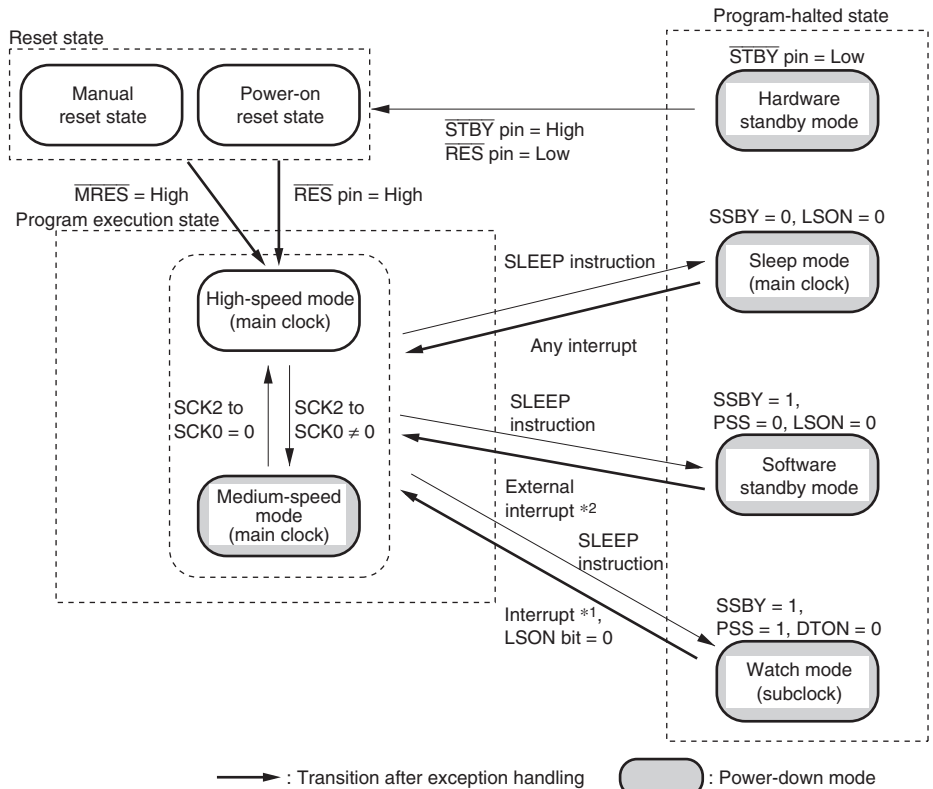 Program-halted state
Reset state
STBY pin = Low
Manual
reset state
Power-on
reset state
Hardware
standby mode
STBY pin = High
RES pin = Low
MRES = High
RES pin = High
Program execution state
SSBY = 0, LSON = 0
SLEEP instruction
Sleep mode
(main clock)
High-speed mode
(main clock)
Any interrupt
SCK2 to
SCK0 = 0
SCK2 to
SCK0 ≠ 0
SLEEP
instruction
SSBY = 1,
PSS = 0, LSON = 0
Software
standby mode
Medium-speed
mode
(main clock)
External
interrupt *2
SLEEP
instruction
Interrupt *1,
LSON bit = 0
SSBY = 1,
PSS = 1, DTON = 0
Watch mode
(subclock)
: Transition after exception handling
: Power-down mode